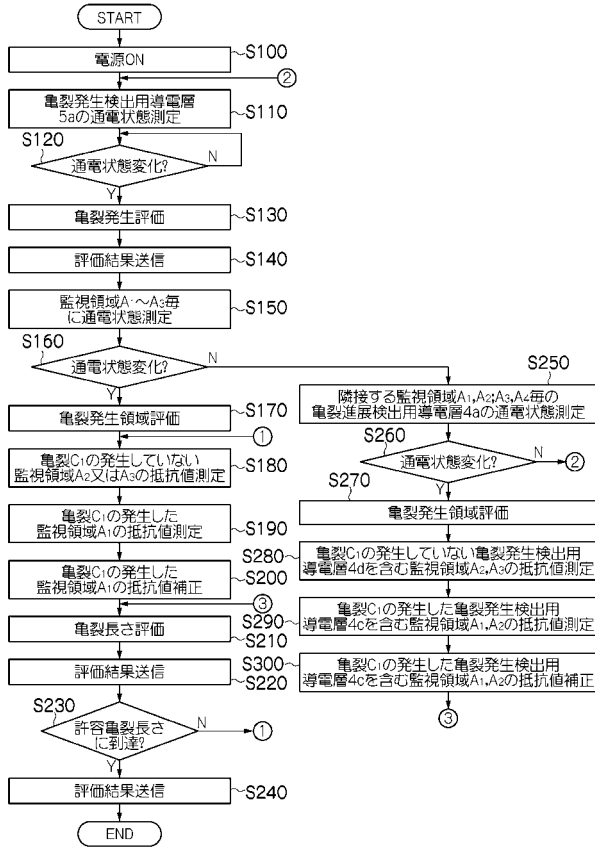 START
電源ON
S100
②
亀裂発生検出用導電層
5aの通電状態測定
S110
S120
通電状態変化?
N
Y
亀裂発生評価
S130
評価結果送信
S140
監視領域A₁~A₃毎
に通電状態測定
S150
S160
通電状態変化?
N
Y
亀裂発生領域評価
S170
①
亀裂C₁の発生していない
監視領域A₂又はA₃の抵抗値測定
S180
亀裂C₁の発生した
監視領域A₁の抵抗値測定
S190
亀裂C₁の発生した
監視領域A₁の抵抗値補正
S200
③
亀裂長さ評価
S210
評価結果送信
S220
S230
許容亀裂長さ
に到達?
N
①
Y
評価結果送信
S240
END
S250
隣接する監視領域A₁,A₂;A₃,A₄毎の
亀裂進展検出用導電層4aの通電状態測定
S260
通電状態変化?
N
②
Y
S270
亀裂発生領域評価
S280
亀裂C₁の発生していない亀裂発生検出用
導電層4dを含む監視領域A₂,A₃の抵抗値測定
S290
亀裂C₁の発生した亀裂発生検出用
導電層4cを含む監視領域A₁,A₂の抵抗値測定
S300
亀裂C₁の発生した亀裂発生検出用
導電層4cを含む監視領域A₁,A₂の抵抗値補正
③